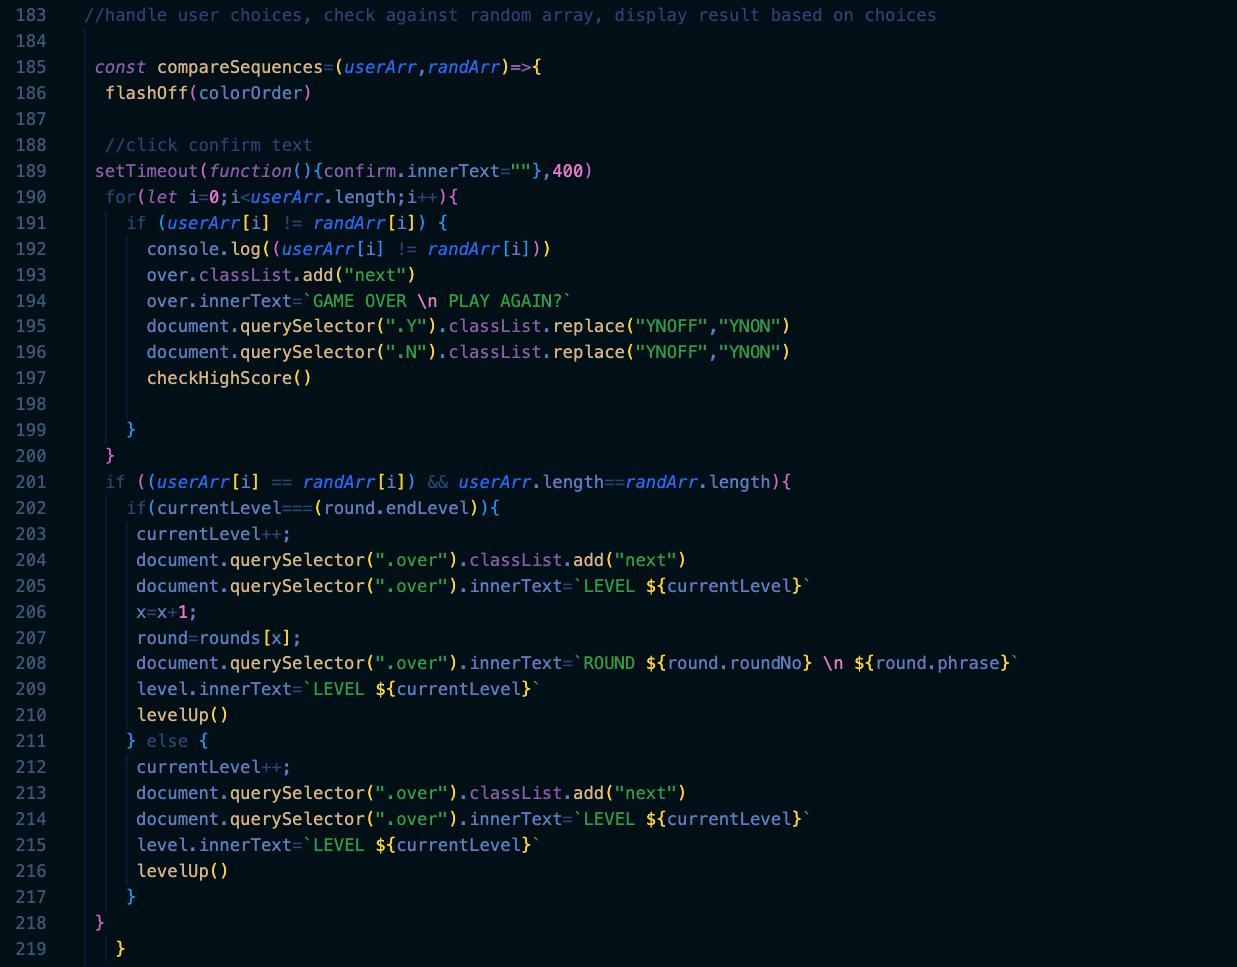 183 //handle user choices, check against random array, display result based on choices
184
185 const compareSequences=(userArr,randArr)=>{
186 flashOff(colorOrder)
187
188 //click confirm text
189 setTimeout(function(){confirm.innerText=""},400)
190 for(let i=0;i<userArr.length;i++){
191 if (userArr[i] != randArr[i]) {
192 console.log((userArr[i] != randArr[i]))
193 over.classList.add("next")
194 over.innerText=`GAME OVER \n PLAY AGAIN?`
195 document.querySelector(".Y").classList.replace("YNOFF","YNON")
196 document.querySelector(".N").classList.replace("YNOFF","YNON")
197 checkHighScore()
198
199 }
200 }
201 if ((userArr[i] == randArr[i]) && userArr.length==randArr.length){
202 if(currentLevel===(round.endLevel)){
203 currentLevel++;
204 document.querySelector(".over").classList.add("next")
205 document.querySelector(".over").innerText=`LEVEL ${currentLevel}`
206 x=x+1;
207 round=rounds[x];
208 document.querySelector(".over").innerText=`ROUND ${round.roundNo} \n ${round.phrase}`
209 level.innerText=`LEVEL ${currentLevel}`
210 levelUp()
211 } else {
212 currentLevel++;
213 document.querySelector(".over").classList.add("next")
214 document.querySelector(".over").innerText=`LEVEL ${currentLevel}`
215 level.innerText=`LEVEL ${currentLevel}`
216 levelUp()
217 }
218 }
219 }